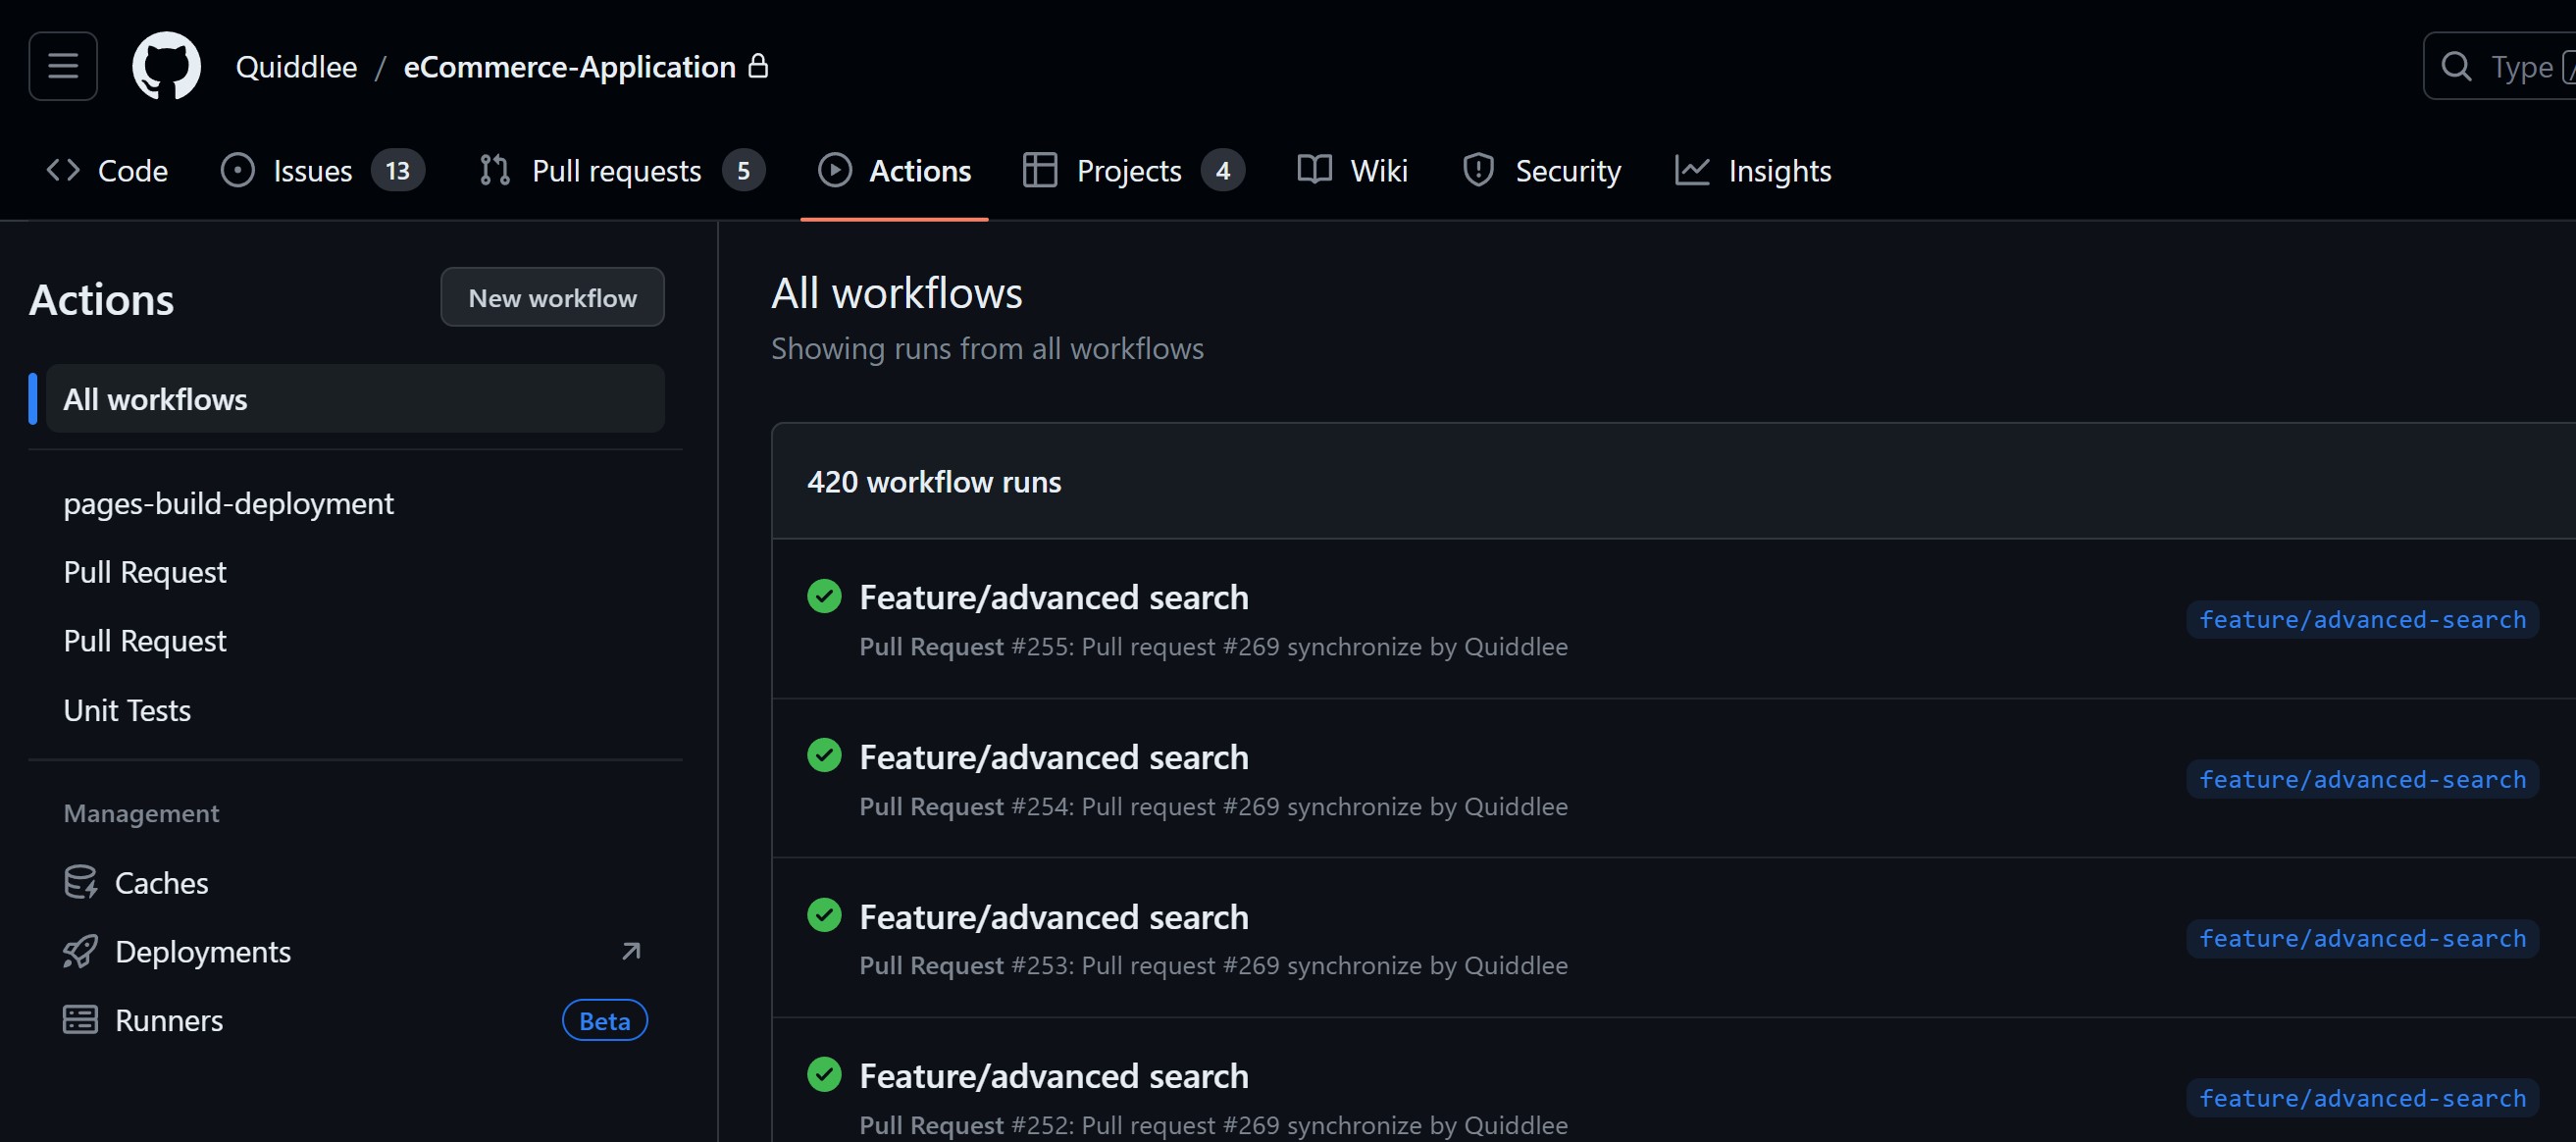 Quiddlee / eCommerce-Application
Type /
Code Issues 13 Pull requests 5 Actions Projects 4 Wiki Security Insights
Actions
New workflow
All workflows
pages-build-deployment
Pull Request
Pull Request
Unit Tests
Management
Caches
Deployments
Runners Beta
All workflows
Showing runs from all workflows
420 workflow runs
Feature/advanced search
Pull Request #255: Pull request #269 synchronize by Quiddlee
feature/advanced-search
Feature/advanced search
Pull Request #254: Pull request #269 synchronize by Quiddlee
feature/advanced-search
Feature/advanced search
Pull Request #253: Pull request #269 synchronize by Quiddlee
feature/advanced-search
Feature/advanced search
Pull Request #252: Pull request #269 synchronize by Quiddlee
feature/advanced-search